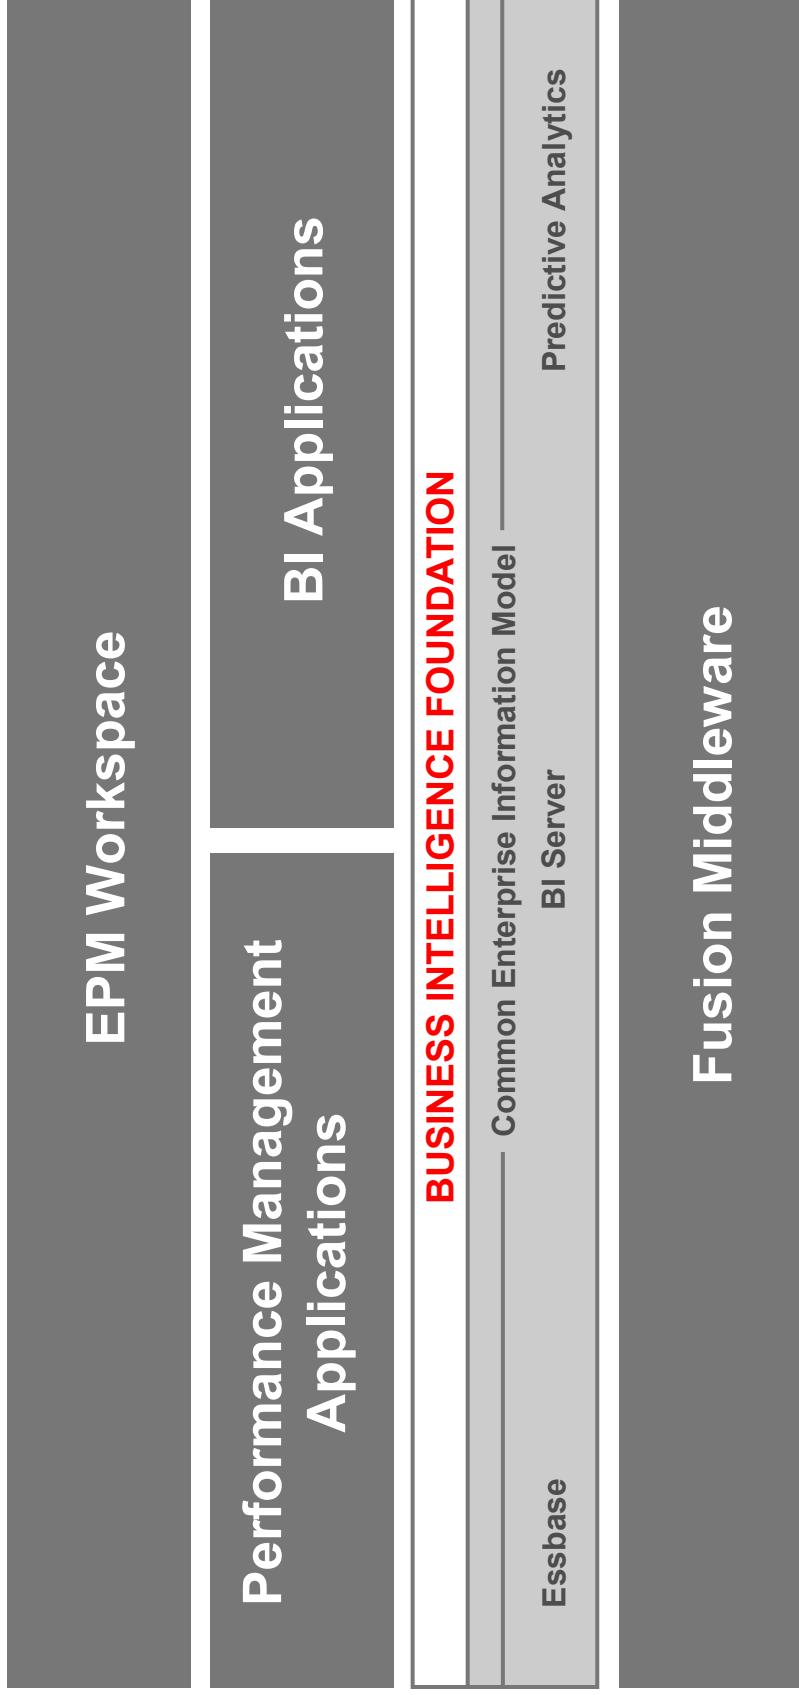 EPM Workspace
Performance Management
Applications
BI Applications
BUSINESS INTELLIGENCE FOUNDATION
Common Enterprise Information Model
Essbase
BI Server
Predictive Analytics
Fusion Middleware